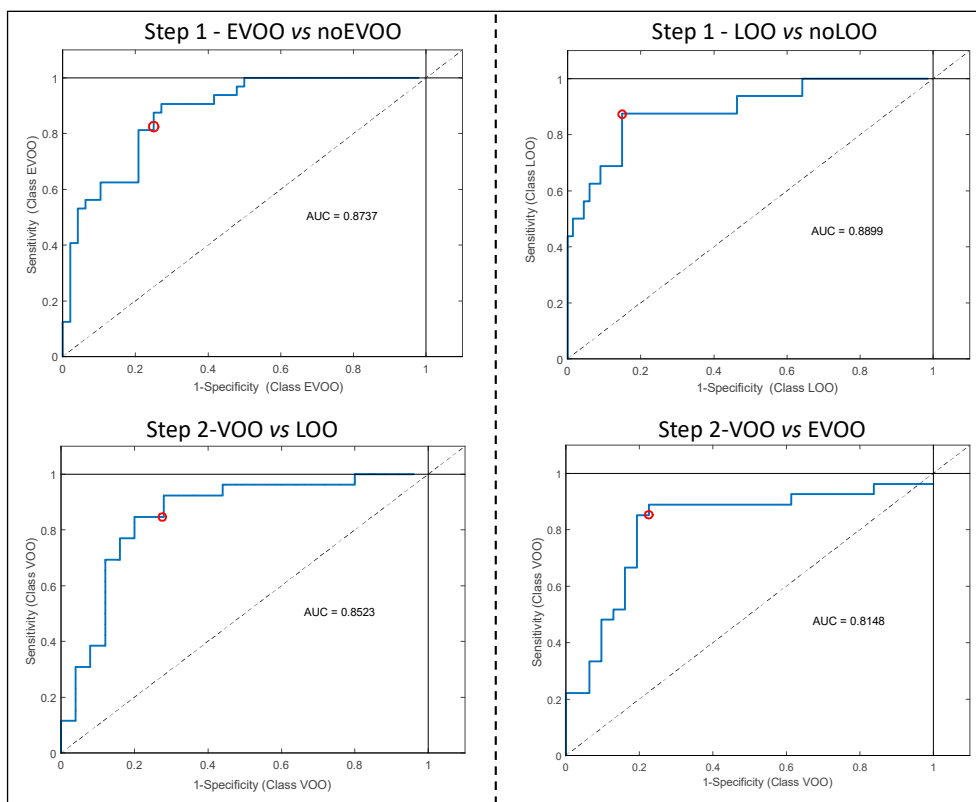 Step 1 - EVOO vs noEVOO
1
0.8
0.6
0.4
0.2
0
Sensitivity (Class EVOO)
AUC = 0.8737
0 0.2 0.4 0.6 0.8 1
1-Specificity (Class EVOO)
Step 1 - LOO vs noLOO
1
0.8
0.6
0.4
0.2
0
Sensitivity (Class LOO)
AUC = 0.8899
0 0.2 0.4 0.6 0.8 1
1-Specificity (Class LOO)
Step 2-VOO vs LOO
1
0.8
0.6
0.4
0.2
0
Sensitivity (Class VOO)
AUC = 0.8523
0 0.2 0.4 0.6 0.8 1
1-Specificity (Class VOO)
Step 2-VOO vs EVOO
1
0.8
0.6
0.4
0.2
0
Sensitivity (Class VOO)
AUC = 0.8148
0 0.2 0.4 0.6 0.8 1
1-Specificity (Class VOO)